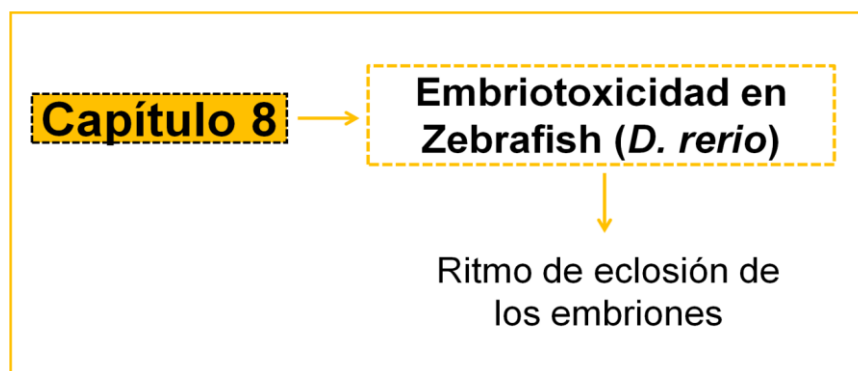 Capítulo 8
Embriotoxicidad en
Zebrafish (D. rerio)
Ritmo de eclosión de
los embriones